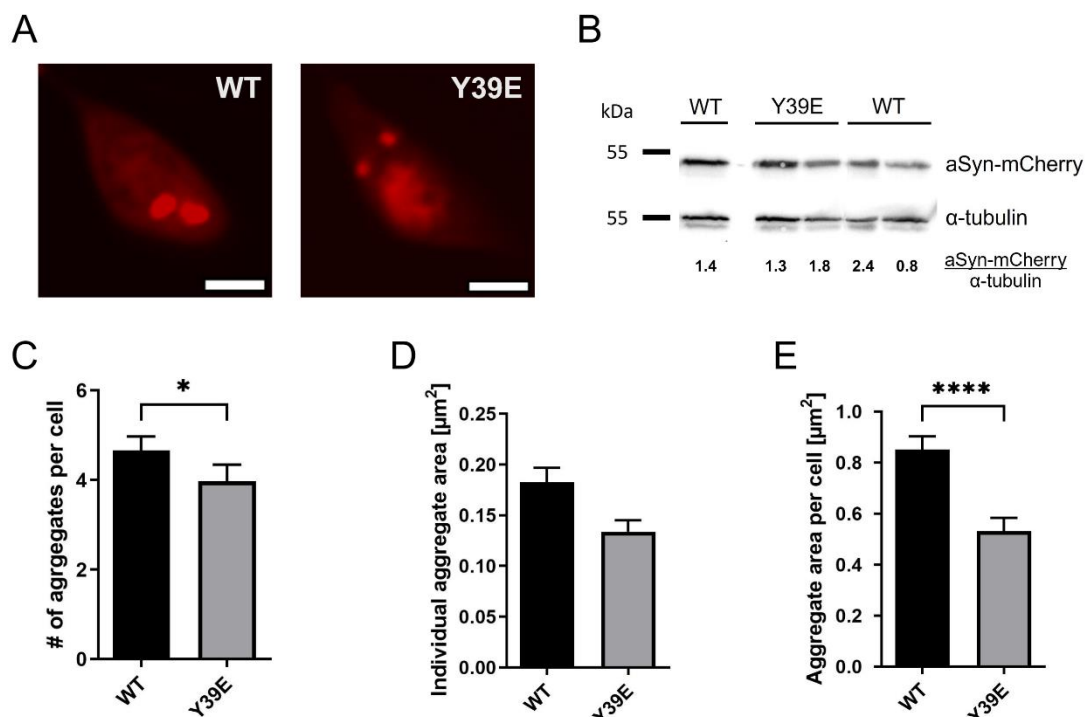 A
WT
Y39E
B
kDa
WT
Y39E
WT
55
aSyn-mCherry
55
α-tubulin
1.4
1.3
1.8
2.4
0.8
aSyn-mCherry
α-tubulin
C
# of agrgegates per cell
6
4
2
0
*
WT
Y39E
D
Individual aggregate area [µm²]
0.25
0.20
0.15
0.10
0.05
0.00
WT
Y39E
E
Aggregate area per cell [µm²]
1.0
0.8
0.6
0.4
0.2
0.0
****
WT
Y39E